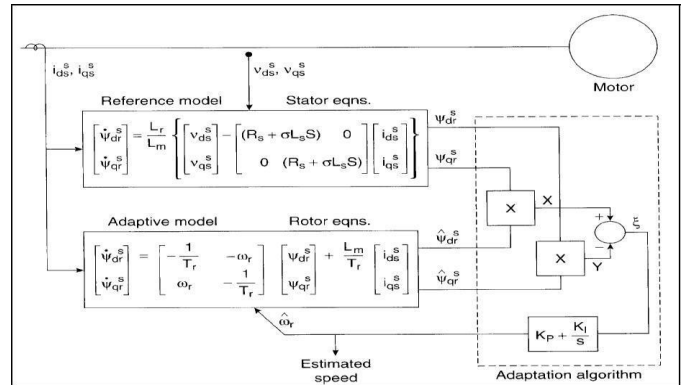 i_ds^s, i_qs^s
v_ds^s, v_qs^s
Motor
Reference model Stator eqns.
[ψ̇_dr^s ψ̇_qr^s] = L_r/L_m { [v_ds^s v_qs^s] − [(R_s + σL_sS) 0 0 (R_s + σL_sS)] [i_ds^s i_qs^s] }
ψ_dr^s
ψ_qr^s
X
X
+
ξ
Adaptive model Rotor eqns.
[ψ̇_dr^s ψ̇_qr^s] = [−1/T_r −ω_r ω_r −1/T_r] [ψ_dr^s ψ_qr^s] + L_m/T_r [i_ds^s i_qs^s]
ψ̂_dr^s
ψ̂_qr^s
X
Y
−
ω̂_r
K_P + K_I/s
Estimated
speed
Adaptation algorithm